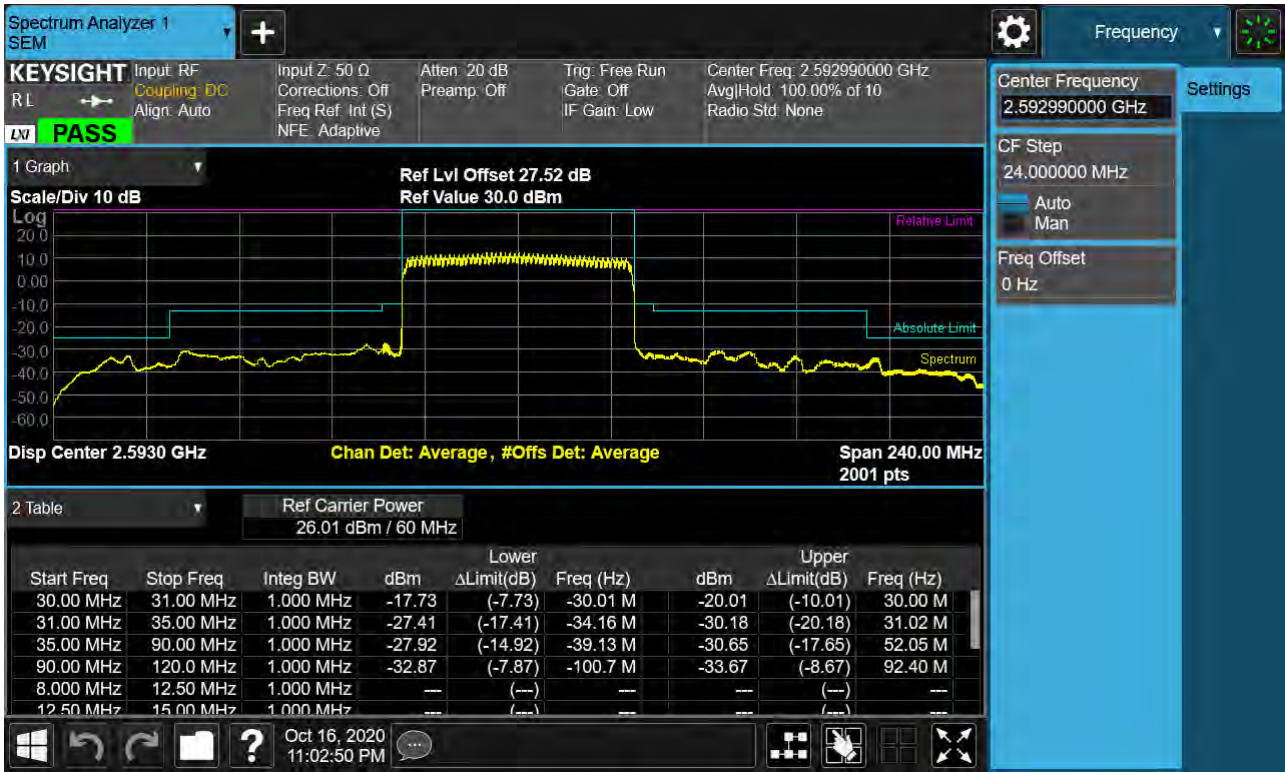 Spectrum Analyzer 1
SEM
+
Frequency
KEYSIGHT
RL
LXI
PASS
Input: RF
Coupling: DC
Align: Auto
Input Z: 50 Ω
Corrections: Off
Freq Ref: Int (S)
NFE: Adaptive
Atten: 20 dB
Preamp: Off
Trig: Free Run
Gate: Off
IF Gain: Low
Center Freq: 2.592990000 GHz
Avg|Hold: 100.00% of 10
Radio Std: None
Center Frequency
2.592990000 GHz
Settings
CF Step
24.000000 MHz
Auto
Man
Freq Offset
0 Hz
1 Graph
Ref Lvl Offset 27.52 dB
Scale/Div 10 dB
Ref Value 30.0 dBm
Log
Relative Limit
20.0
10.0
0.00
-10.0
-20.0
Absolute Limit
-30.0
Spectrum
-40.0
-50.0
-60.0
Disp Center 2.5930 GHz
Chan Det: Average, #Offs Det: Average
Span 240.00 MHz
2001 pts
2 Table
Ref Carrier Power
26.01 dBm / 60 MHz
Lower Upper
Start Freq Stop Freq Integ BW dBm ΔLimit(dB) Freq (Hz) dBm ΔLimit(dB) Freq (Hz)
30.00 MHz 31.00 MHz 1.000 MHz -17.73 (-7.73) -30.01 M -20.01 (-10.01) 30.00 M
31.00 MHz 35.00 MHz 1.000 MHz -27.41 (-17.41) -34.16 M -30.18 (-20.18) 31.02 M
35.00 MHz 90.00 MHz 1.000 MHz -27.92 (-14.92) -39.13 M -30.65 (-17.65) 52.05 M
90.00 MHz 120.0 MHz 1.000 MHz -32.87 (-7.87) -100.7 M -33.67 (-8.67) 92.40 M
8.000 MHz 12.50 MHz 1.000 MHz --- (---) --- --- (---) ---
12.50 MHz 15.00 MHz 1.000 MHz --- (---) --- --- (---) ---
?
Oct 16, 2020
11:02:50 PM